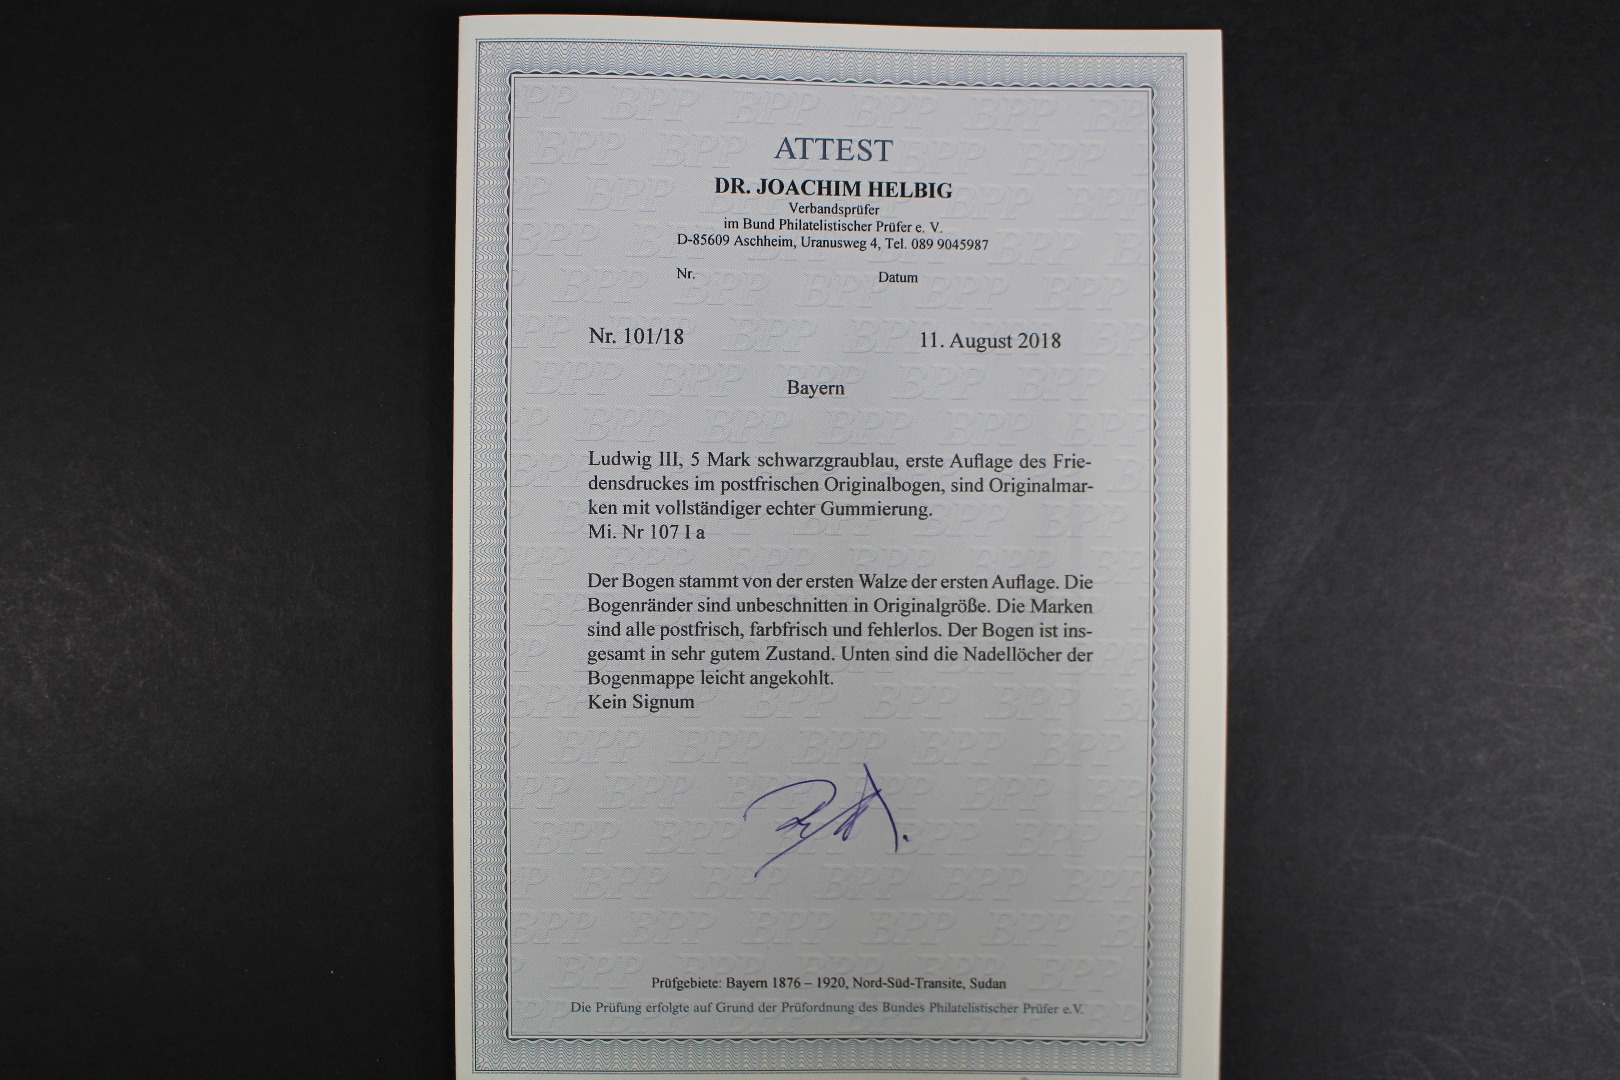 ATTEST
DR. JOACHIM HELBIG
Verbandsprüfer
im Bund Philatelistischer Prüfer e. V.
D-85609 Aschheim, Uranusweg 4, Tel. 089 9045987
Nr. Datum
Nr. 101/18 11. August 2018
Bayern
Ludwig III, 5 Mark schwarzgraublau, erste Auflage des Frie-
densdruckes im postfrischen Originalbogen, sind Originalmar-
ken mit vollständiger echter Gummierung.
Mi. Nr 107 I a
Der Bogen stammt von der ersten Walze der ersten Auflage. Die
Bogenränder sind unbeschnitten in Originalgröße. Die Marken
sind alle postfrisch, farbfrisch und fehlerlos. Der Bogen ist ins-
gesamt in sehr gutem Zustand. Unten sind die Nadellöcher der
Bogenmappe leicht angekohlt.
Kein Signum
Prüfgebiete: Bayern 1876 – 1920, Nord-Süd-Transite, Sudan
Die Prüfung erfolgte auf Grund der Prüfordnung des Bundes Philatelistischer Prüfer e.V.